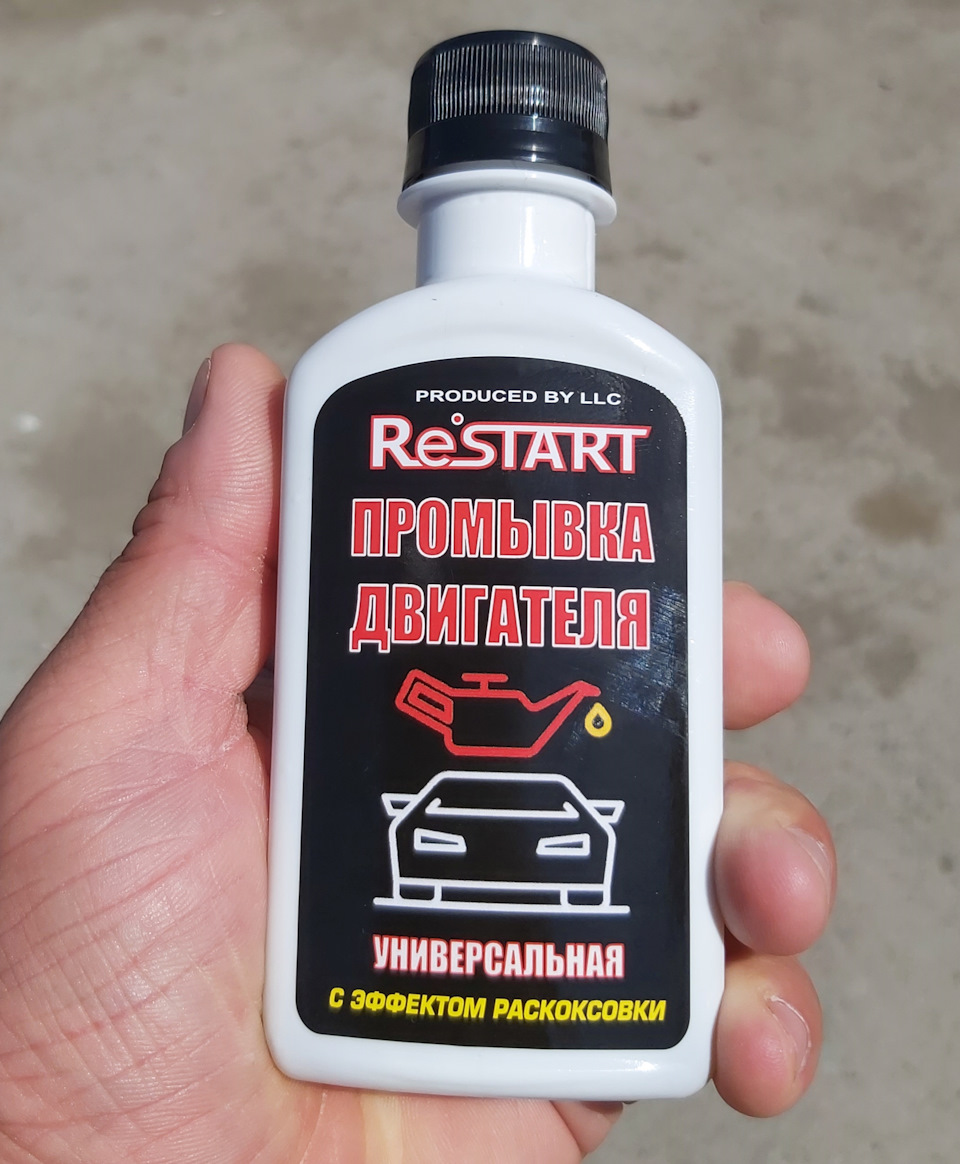 PRODUCED BY LLC
ReSTART
ПРОМЫВКА
ДВИГАТЕЛЯ
УНИВЕРСАЛЬНАЯ
С ЭФФЕКТОМ РАСКОКСОВКИ